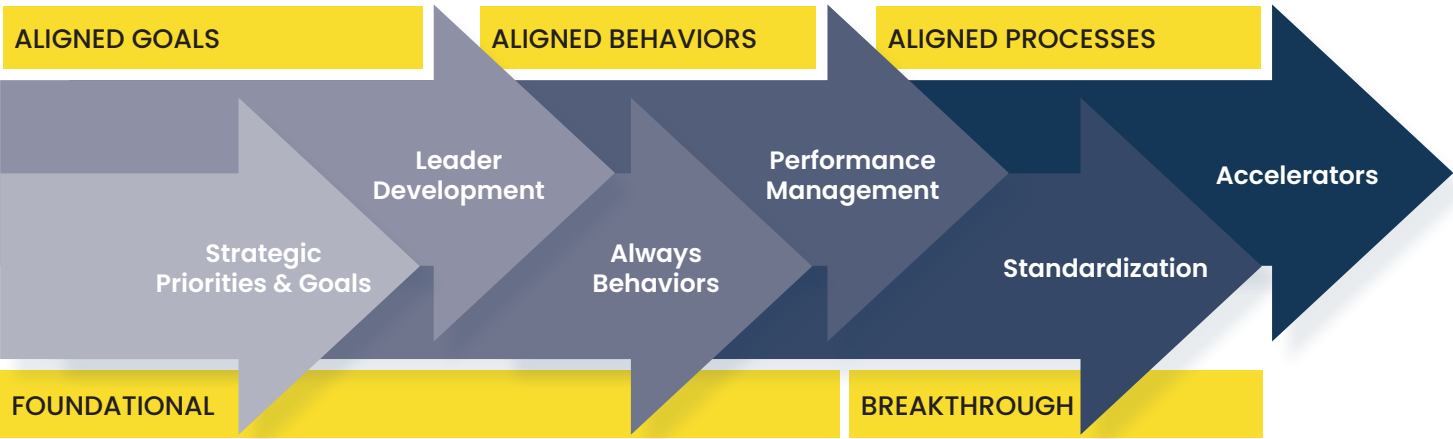 ALIGNED GOALS
ALIGNED BEHAVIORS
ALIGNED PROCESSES
Leader
Development
Performance
Management
Accelerators
Strategic
Priorities & Goals
Always
Behaviors
Standardization
FOUNDATIONAL
BREAKTHROUGH